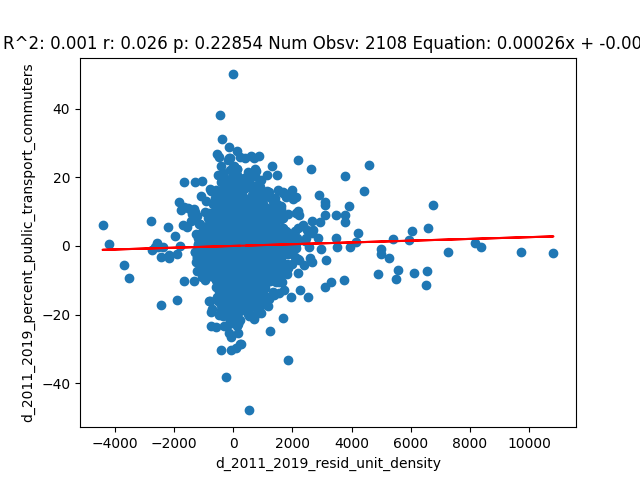 R^2: 0.001 r: 0.026 p: 0.22854 Num Obsv: 2108 Equation: 0.00026x + -0.00
d_2011_2019_percent_public_transport_commuters
40
20
0
−20
−40
−4000 −2000 0 2000 4000 6000 8000 10000
d_2011_2019_resid_unit_density